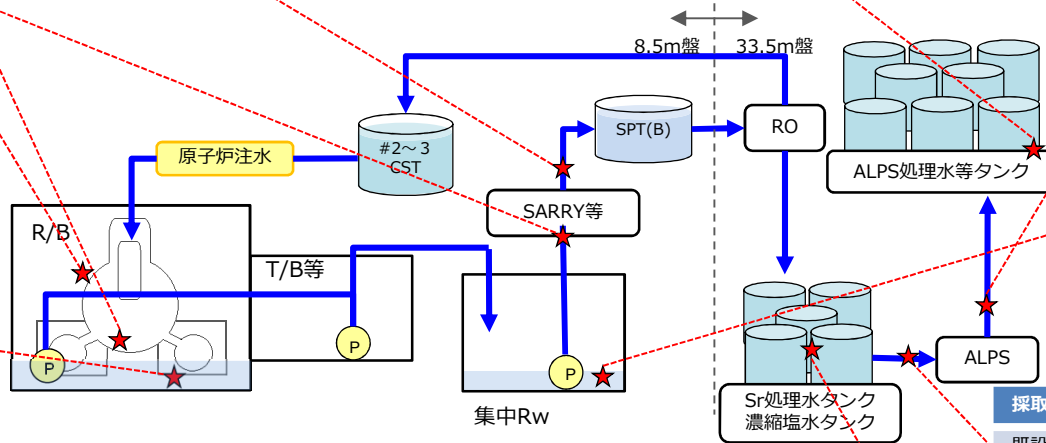 8.5m盤
33.5m盤
SPT(B)
RO
#2～3
CST
原子炉注水
ALPS処理水等タンク
SARRY等
R/B
T/B等
P
P
P
ALPS
Sr処理水タンク
濃縮塩水タンク
集中Rw
採取